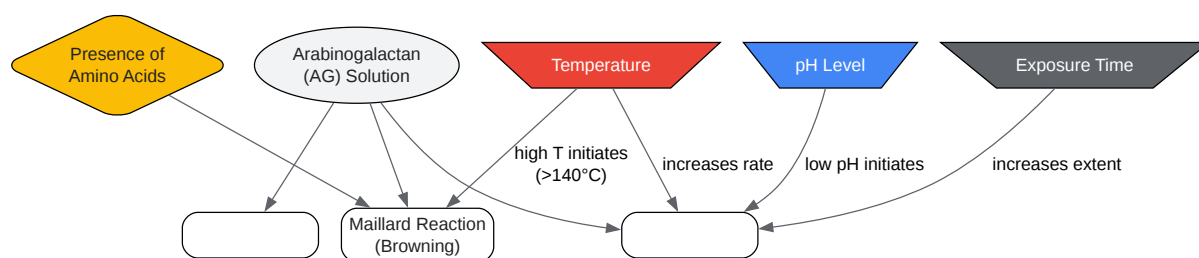 Presence of
Amino Acids
Arabinogalactan
(AG) Solution
Temperature
pH Level
Exposure Time
high T initiates
(>140°C)
increases rate
low pH initiates
increases extent
Maillard Reaction
(Browning)